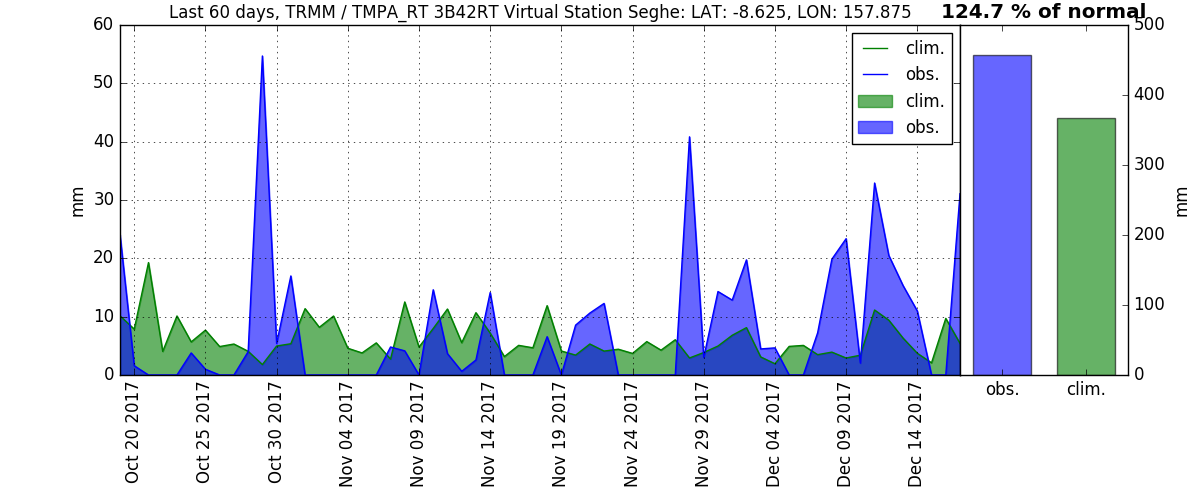 Last 60 days, TRMM / TMPA_RT 3B42RT Virtual Station Seghe: LAT: -8.625, LON: 157.875
124.7 % of normal
60
50
40
30
20
10
0
mm
clim.
obs.
clim.
obs.
500
400
300
200
100
0
mm
obs.
clim.
Oct 20 2017
Oct 25 2017
Oct 30 2017
Nov 04 2017
Nov 09 2017
Nov 14 2017
Nov 19 2017
Nov 24 2017
Nov 29 2017
Dec 04 2017
Dec 09 2017
Dec 14 2017